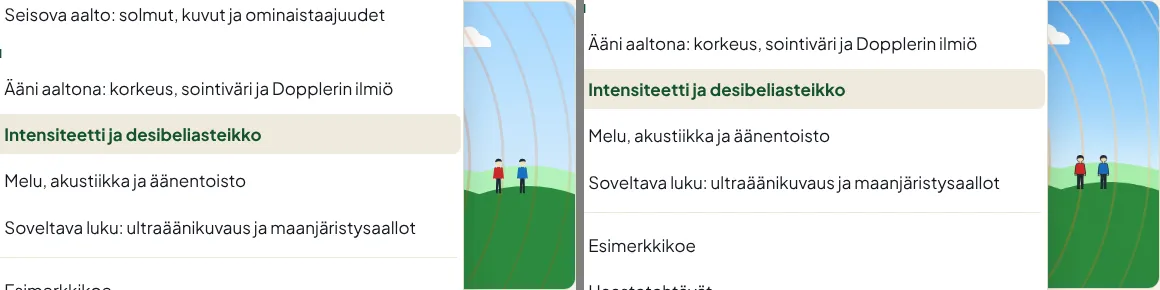 Seisova aalto: solmut, kuvut ja ominaistaajuudet
Ääni aaltona: korkeus, sointiväri ja Dopplerin ilmiö
Intensiteetti ja desibeliasteikko
Melu, akustiikka ja äänentoisto
Soveltava luku: ultraäänikuvaus ja maanjäristysaallot
Esimerkkikoe
Ääni aaltona: korkeus, sointiväri ja Dopplerin ilmiö
Intensiteetti ja desibeliasteikko
Melu, akustiikka ja äänentoisto
Soveltava luku: ultraäänikuvaus ja maanjäristysaallot
Esimerkkikoe